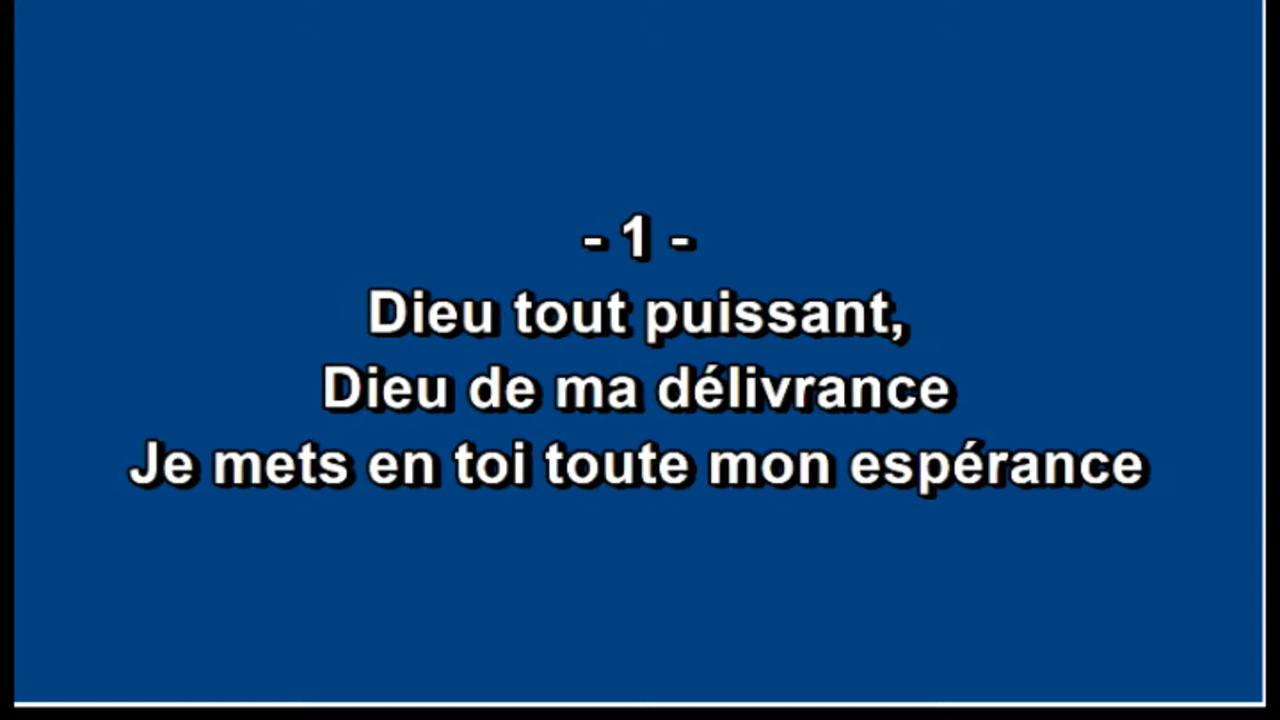 - 1 -
Dieu tout puissant,
Dieu de ma délivrance
Je mets en toi toute mon espérance